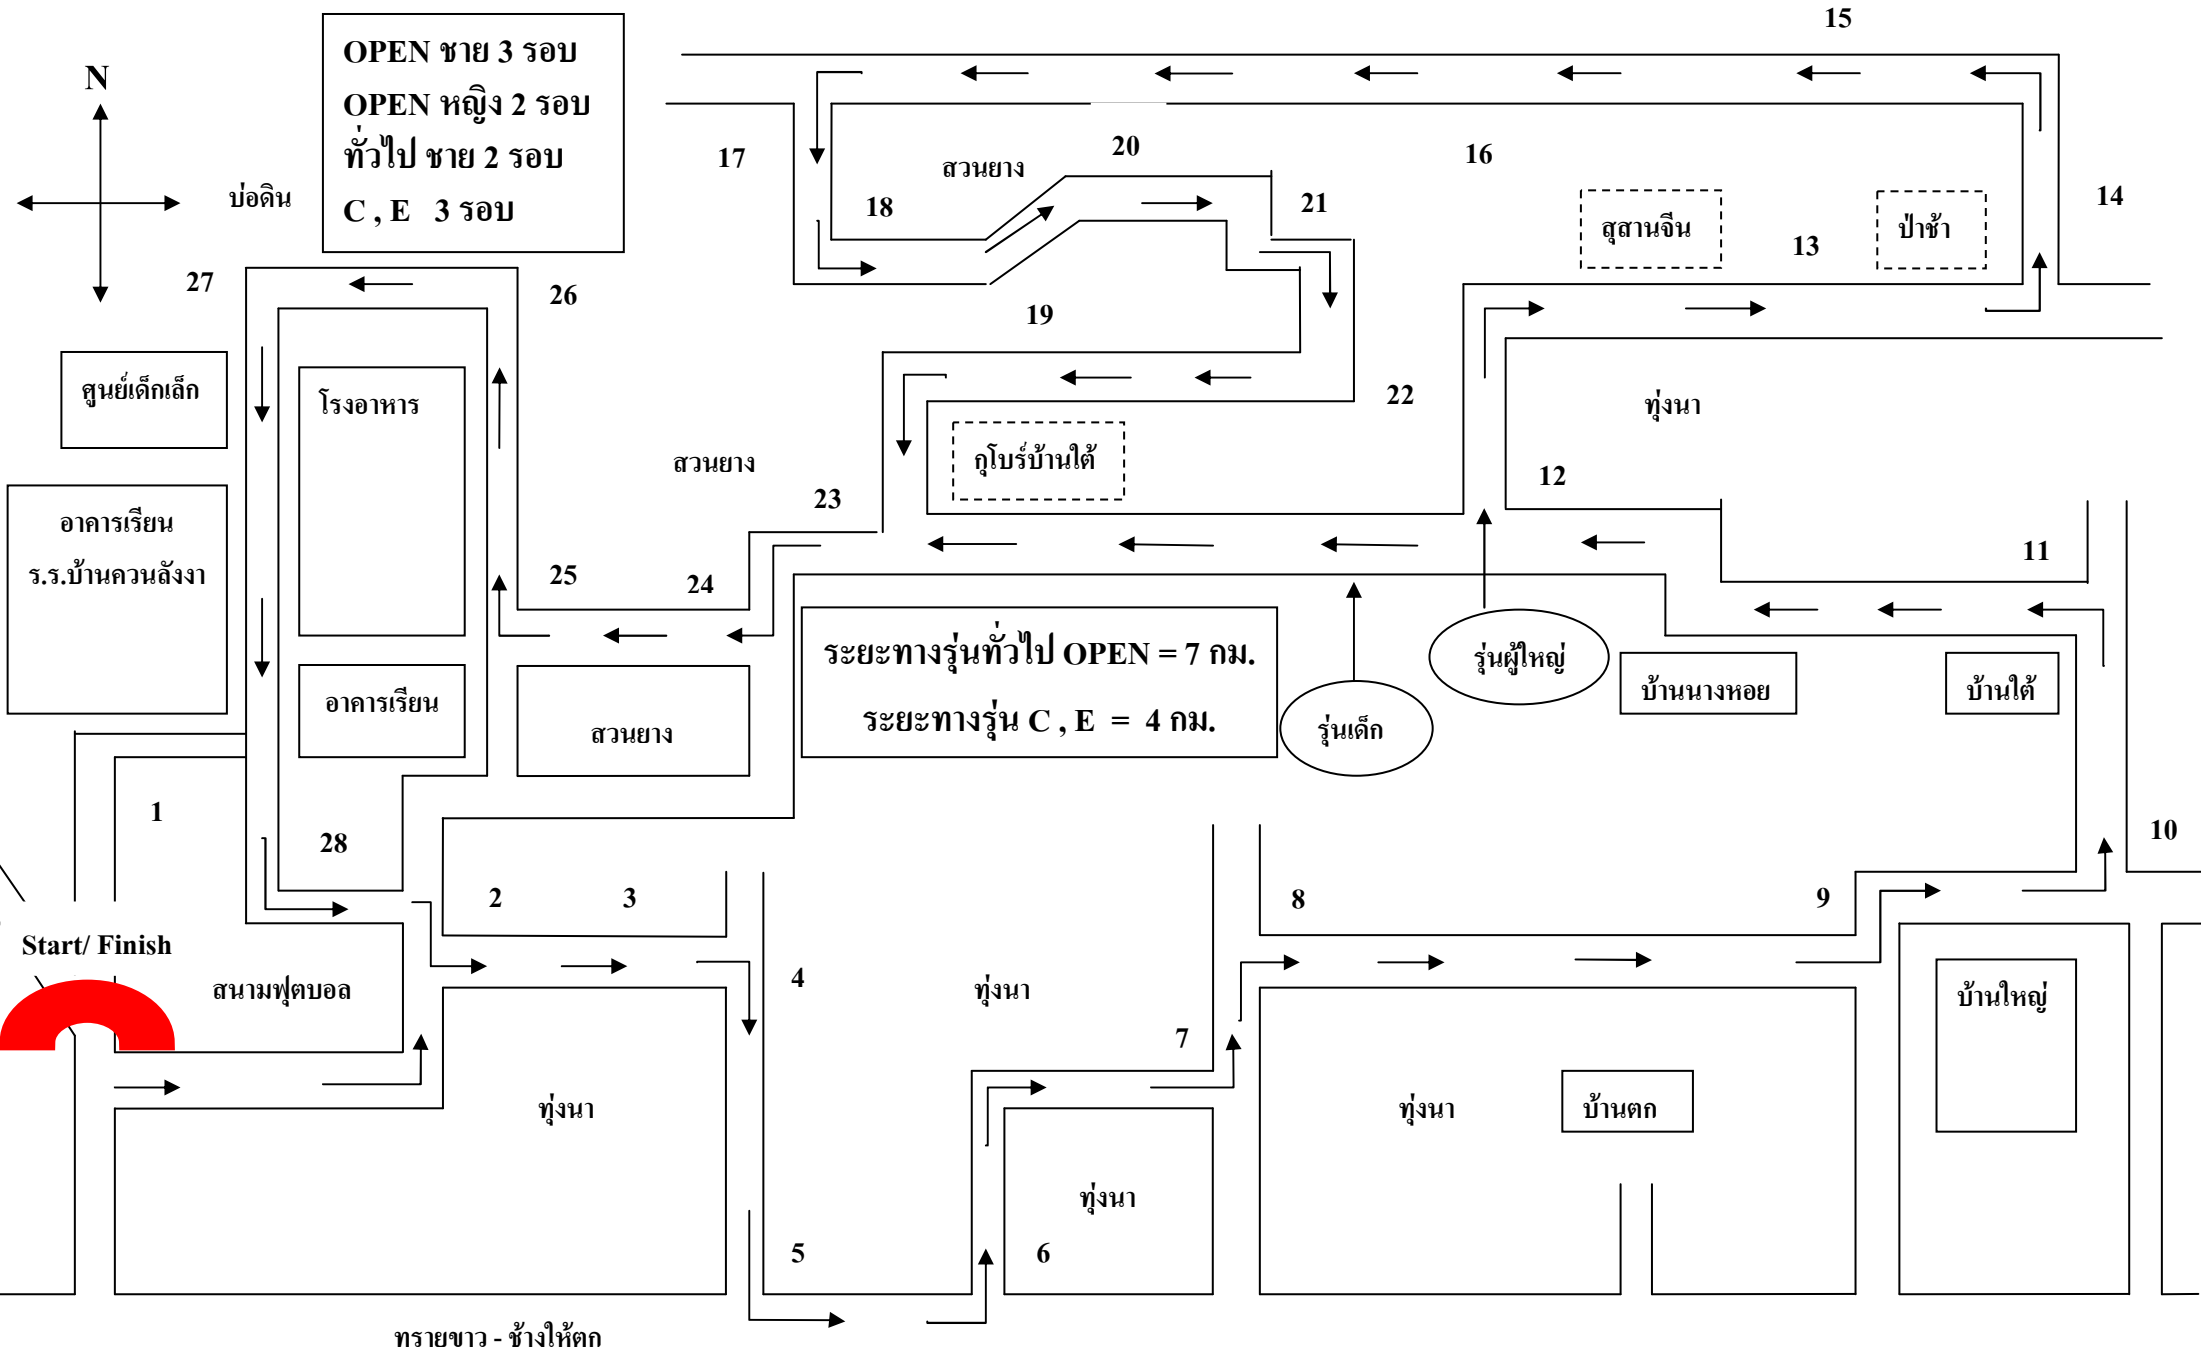 15
N
OPEN ชาย 3 รอบ
OPEN หญิง 2 รอบ
ทั่วไป ชาย 2 รอบ
C , E 3 รอบ
บ่อดิน
17
สวนยาง
20
16
18
21
สุสานจีน
13
ป่าช้า
14
27
26
19
ศูนย์เด็กเล็ก
โรงอาหาร
22
ทุ่งนา
สวนยาง
กุโบร์บ้านใต้
23
12
อาคารเรียน
ร.ร.บ้านควนลังงา
25
24
11
ระยะทางรุ่นทั่วไป OPEN = 7 กม.
ระยะทางรุ่น C , E = 4 กม.
รุ่นผู้ใหญ่
รุ่นเด็ก
บ้านนางหอย
บ้านใต้
อาคารเรียน
สวนยาง
1
28
10
2
3
8
9
Start/ Finish
สนามฟุตบอล
4
ทุ่งนา
7
บ้านใหญ่
ทุ่งนา
ทุ่งนา
บ้านตก
ทุ่งนา
5
6
ทรายขาว - ช้างให้ตก